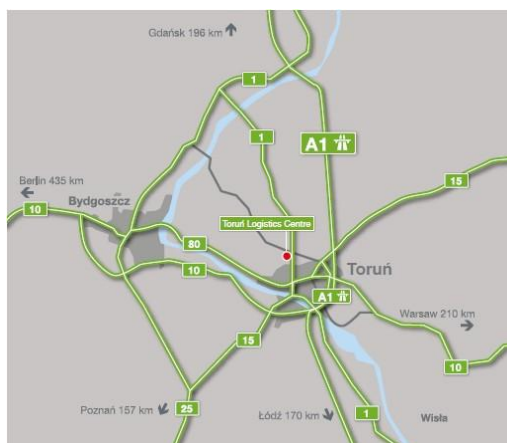 Gdańsk 196 km
1
1
A1
15
Berlin 435 km
Bydgoszcz
10
Toruń Logistics Centre
80
10
Toruń
A1
Warsaw 210 km
15
10
Poznań 157 km
25
Łódź 170 km
1
Wisła